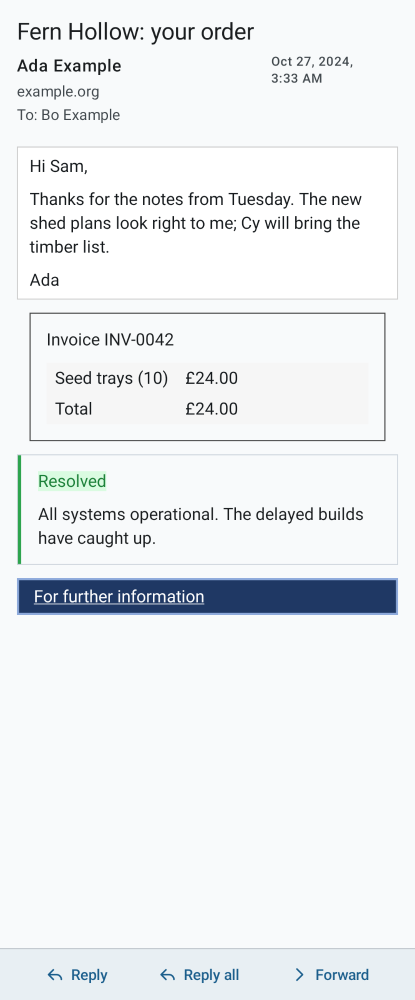 Fern Hollow: your order
Ada Example
Oct 27, 2024,
3:33 AM
example.org
To: Bo Example
Hi Sam,
Thanks for the notes from Tuesday. The new
shed plans look right to me; Cy will bring the
timber list.
Ada
Invoice INV-0042
Seed trays (10) £24.00
Total £24.00
Resolved
All systems operational. The delayed builds
have caught up.
For further information
Reply Reply all Forward